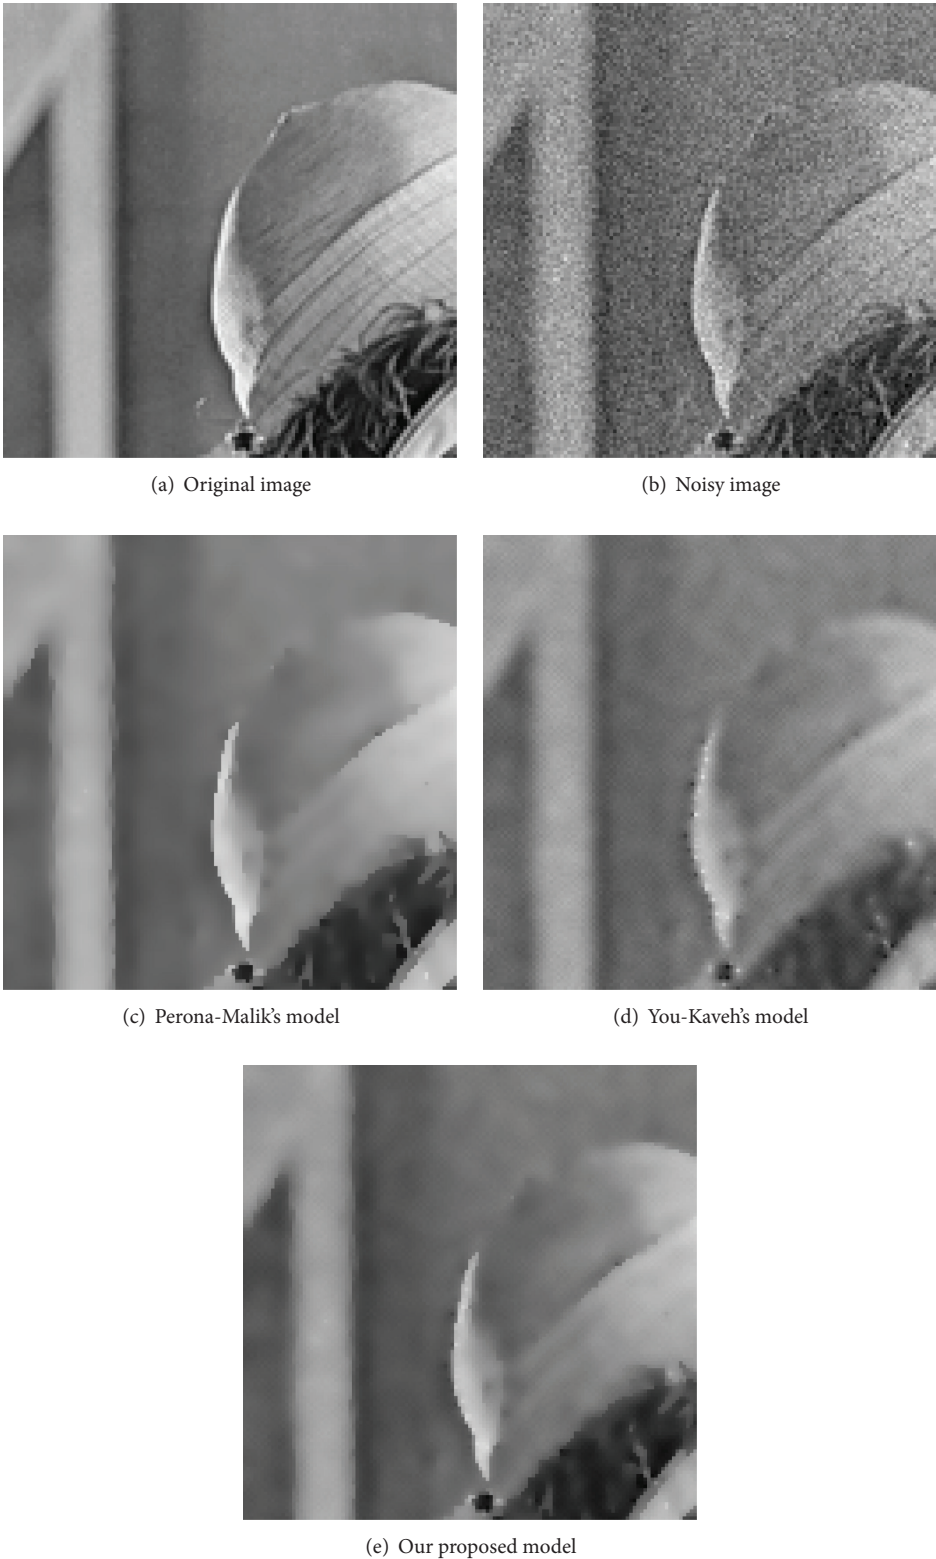 (a) Original image
(b) Noisy image
(c) Perona-Malik's model
(d) You-Kaveh's model
(e) Our proposed model